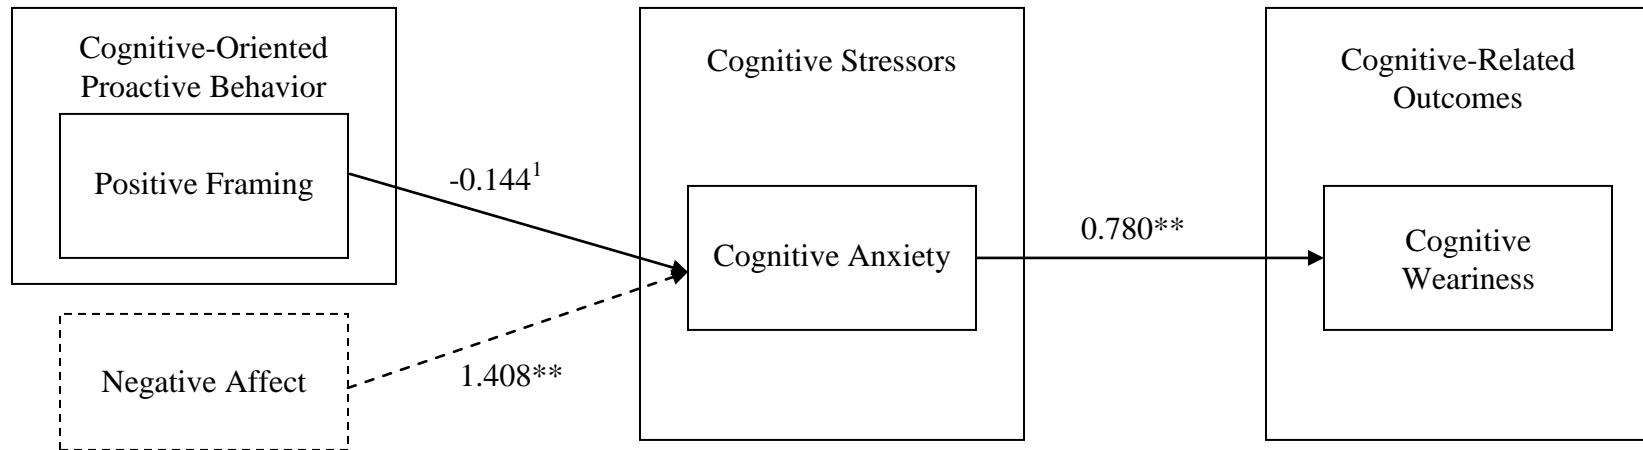 Cognitive-Oriented
Proactive Behavior
Positive Framing
Negative Affect
-0.144¹
1.408**
Cognitive Stressors
Cognitive Anxiety
0.780**
Cognitive-Related
Outcomes
Cognitive
Weariness